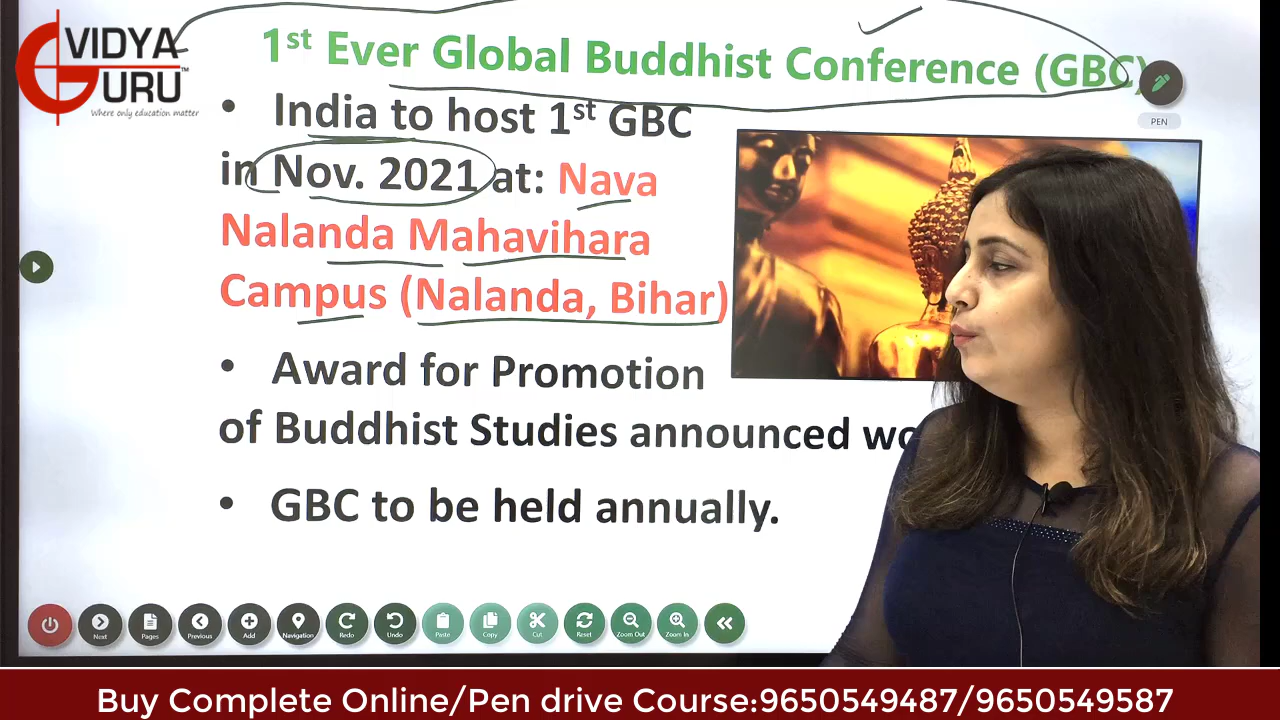 VIDYA
GURU
TM
Where only education matter
1st Ever Global Buddhist Conference (GBC)
PEN
• India to host 1st GBC
in Nov. 2021 at: Nava
Nalanda Mahavihara
Campus (Nalanda, Bihar)
• Award for Promotion
of Buddhist Studies announced
• GBC to be held annually.
Next
Pages
Previous
Add
Navigation
Redo
Undo
Paste
Copy
Cut
Reset
Zoom Out
Zoom In
Buy Complete Online/Pen drive Course:9650549487/9650549587